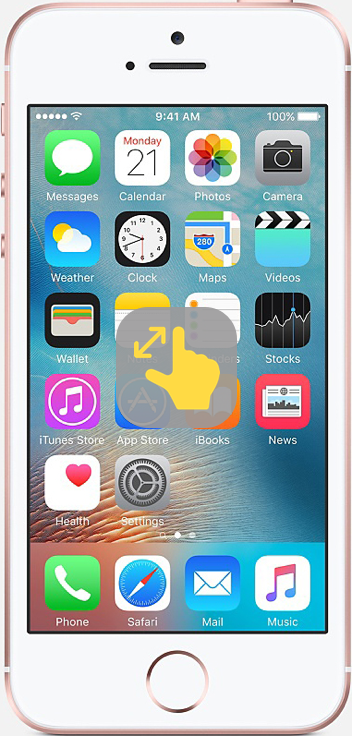 9:41 AM 100%
Monday
21
Messages Calendar Photos Camera
280
Weather Clock Maps Videos
Wallet Stocks
iTunes Store App Store iBooks News
Health Settings
Phone Safari Mail Music